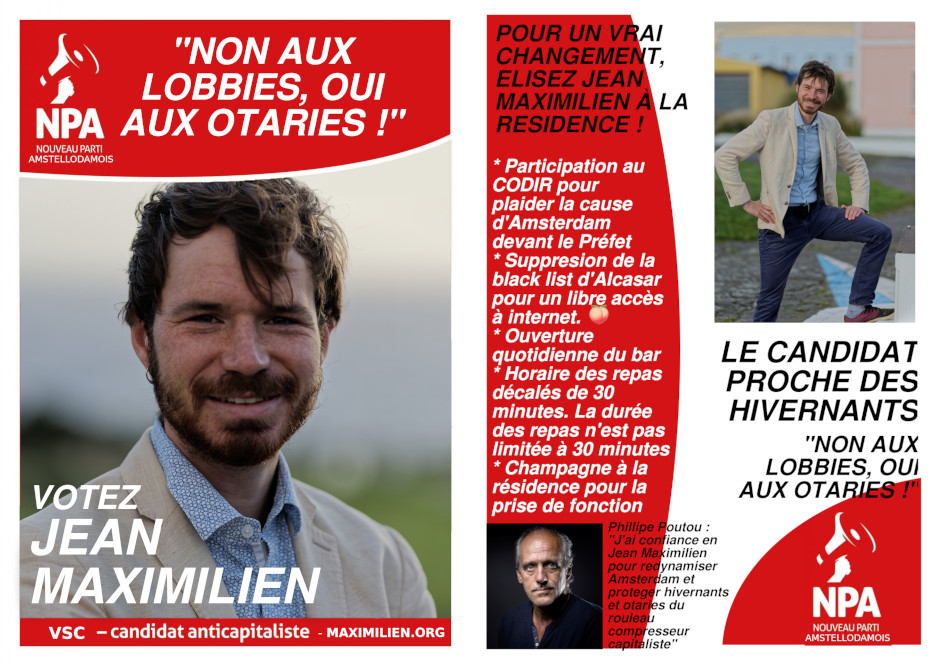 "NON AUX
LOBBIES, OUI
AUX OTARIES !"
NPA
NOUVEAU PARTI
AMSTELLODAMOIS
VOTEZ
JEAN
MAXIMILIEN
VSC – candidat anticapitaliste - MAXIMILIEN.ORG
POUR UN VRAI
CHANGEMENT,
ELISEZ JEAN
MAXIMILIEN À LA
RESIDENCE !
* Participation au
CODIR pour
plaider la cause
d'Amsterdam
devant le Préfet
* Suppresion de la
black list d'Alcasar
pour un libre accès
à internet. 🍑
* Ouverture
quotidienne du bar
* Horaire des repas
décalés de 30
minutes. La durée
des repas n'est pas
limitée à 30 minutes
* Champagne à la
résidence pour la
prise de fonction
Phillipe Poutou :
"J'ai confiance en
Jean Maximilien
pour redynamiser
Amsterdam et
proteger hivernants
et otaries du
rouleau
compresseur
capitaliste"
LE CANDIDAT
PROCHE DES
HIVERNANTS
"NON AUX
LOBBIES, OUI
AUX OTARIES !"
NPA
NOUVEAU PARTI
AMSTELLODAMOIS